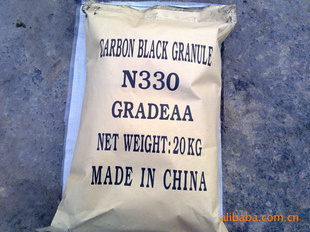 CARBON BLACK GRANULE
N330
GRADEAA
NET WEIGHT:20KG
MADE IN CHINA
alibaba.com.cn